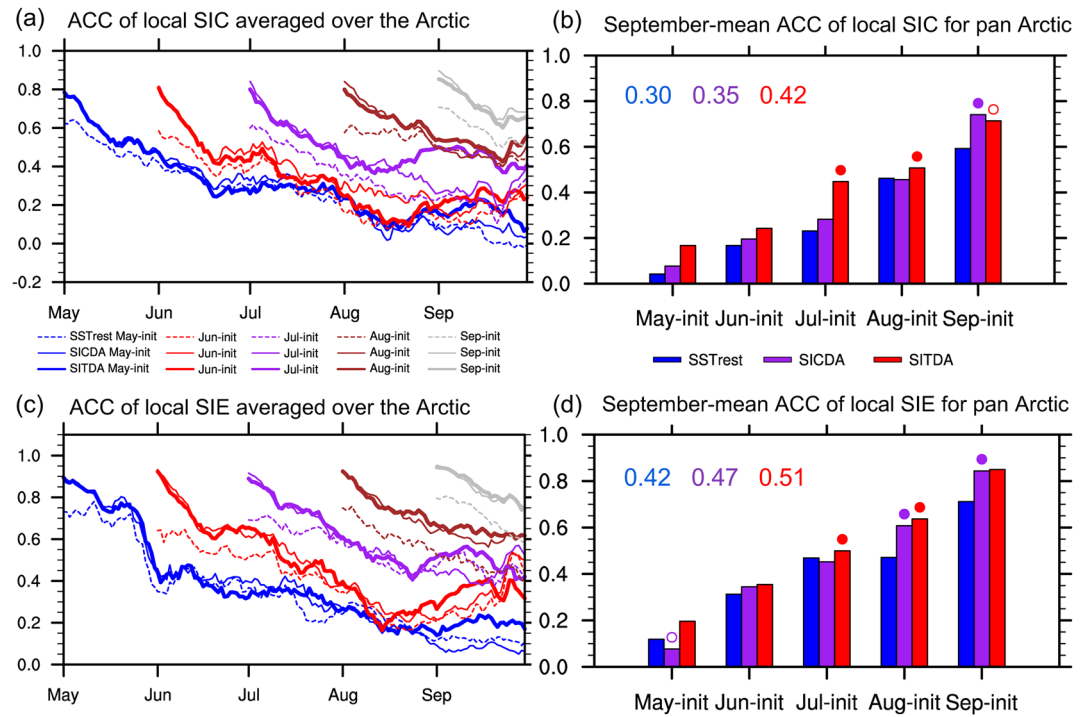 (a) ACC of local SIC averaged over the Arctic
1.0
0.8
0.6
0.4
0.2
0.0
-0.2
May Jun Jul Aug Sep
SSTrest May-init Jun-init Jul-init Aug-init Sep-init
SICDA May-init Jun-init Jul-init Aug-init Sep-init
SITDA May-init Jun-init Jul-init Aug-init Sep-init
(b) September-mean ACC of local SIC for pan Arctic
1.0
0.8
0.6
0.4
0.2
0.0
0.30 0.35 0.42
May-init Jun-init Jul-init Aug-init Sep-init
SSTrest SICDA SITDA
(c) ACC of local SIE averaged over the Arctic
1.0
0.8
0.6
0.4
0.2
0.0
May Jun Jul Aug Sep
(d) September-mean ACC of local SIE for pan Arctic
1.0
0.8
0.6
0.4
0.2
0.0
0.42 0.47 0.51
May-init Jun-init Jul-init Aug-init Sep-init